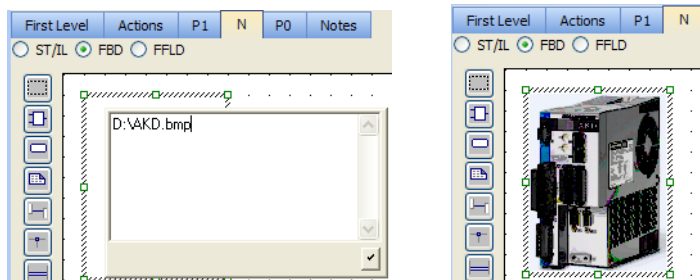 First Level Actions P1 N P0 Notes
ST/IL FBD FFLD
D:\AKD.bmp
First Level Actions P1 N
ST/IL FBD FFLD
AKD